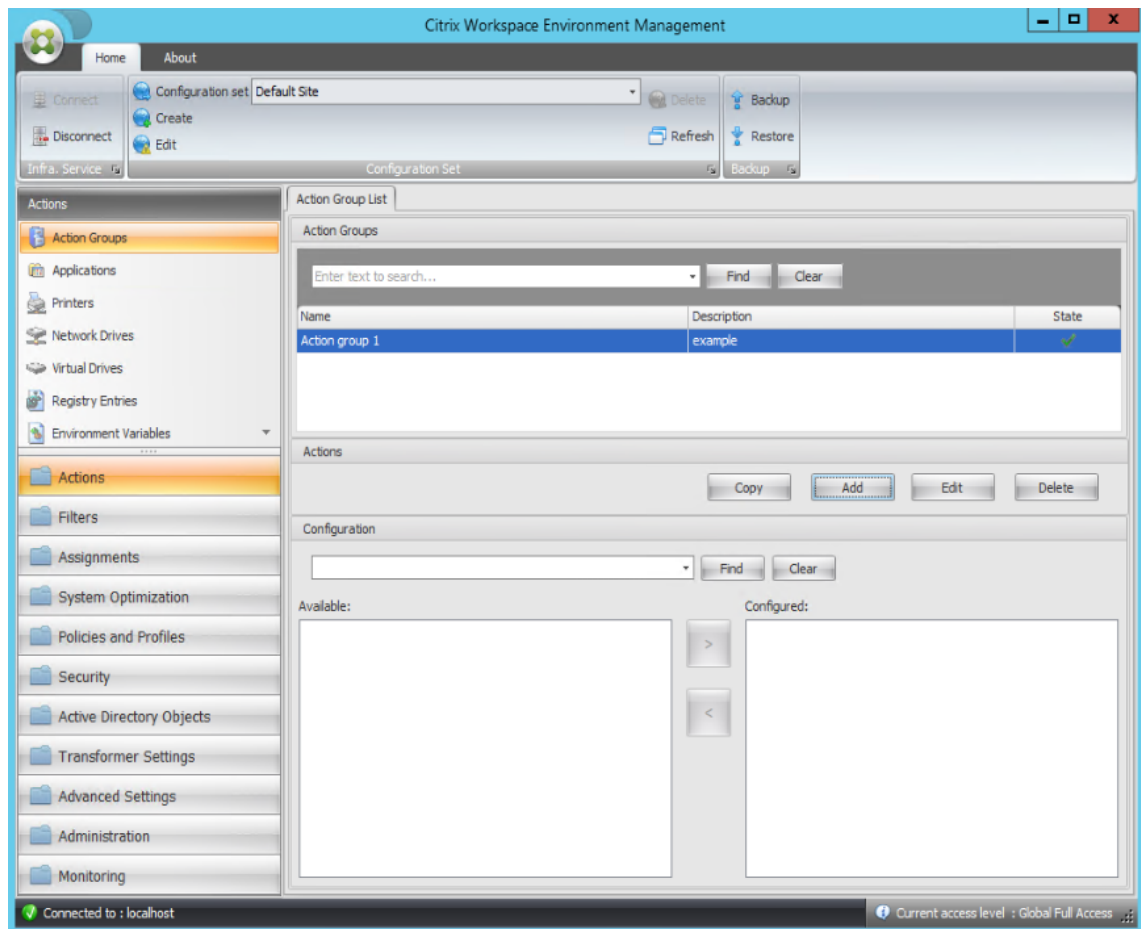 Citrix Workspace Environment Management
Home About
Connect
Disconnect
Infra. Service
Configuration set Default Site
Create
Edit
Delete
Refresh
Configuration Set
Backup
Restore
Backup
Actions
Action Groups
Applications
Printers
Network Drives
Virtual Drives
Registry Entries
Environment Variables
Actions
Filters
Assignments
System Optimization
Policies and Profiles
Security
Active Directory Objects
Transformer Settings
Advanced Settings
Administration
Monitoring
Action Group List
Action Groups
Enter text to search...
Find Clear
Name Description State
Action group 1 example
Actions
Copy Add Edit Delete
Configuration
Find Clear
Available: Configured:
>
<
Connected to : localhost
Current access level : Global Full Access